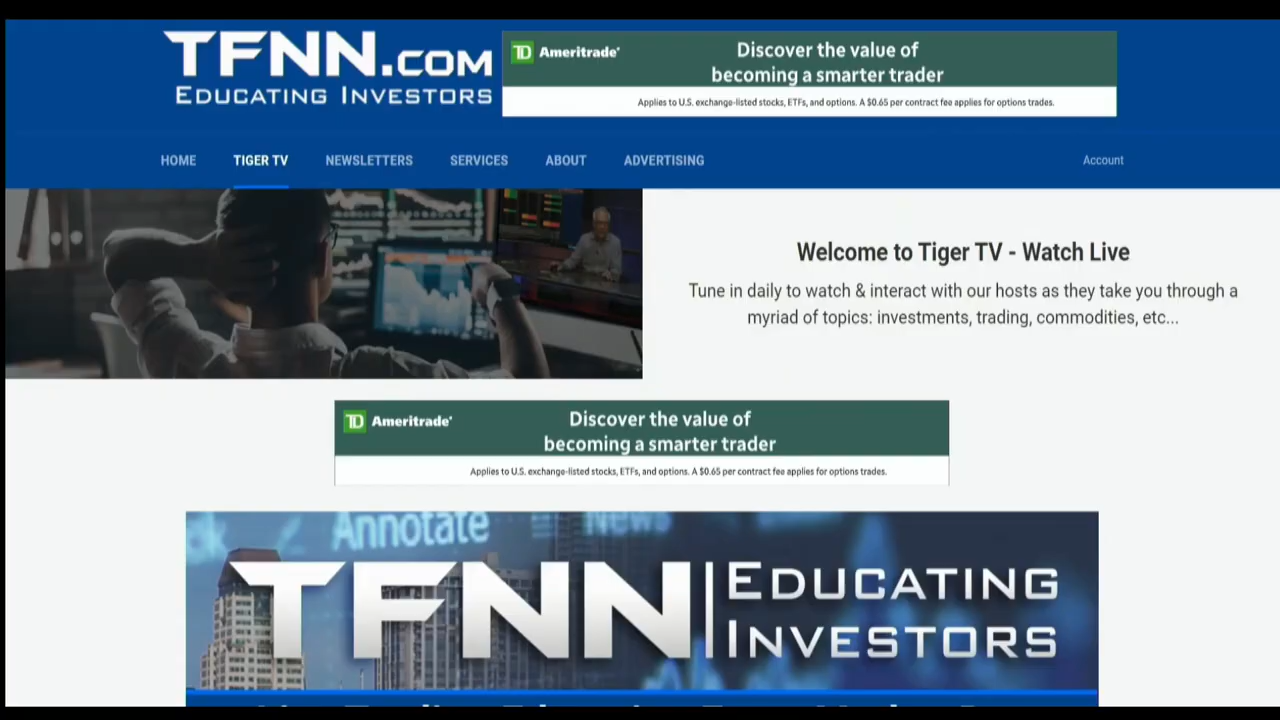 TFNN.COM
EDUCATING INVESTORS
TD Ameritrade
Discover the value of
becoming a smarter trader
Applies to U.S. exchange-listed stocks, ETFs, and options. A $0.65 per contract fee applies for options trades.
HOME TIGER TV NEWSLETTERS SERVICES ABOUT ADVERTISING Account
Welcome to Tiger TV - Watch Live
Tune in daily to watch & interact with our hosts as they take you through a
myriad of topics: investments, trading, commodities, etc...
TD Ameritrade
Discover the value of
becoming a smarter trader
Applies to U.S. exchange-listed stocks, ETFs, and options. A $0.65 per contract fee applies for options trades.
Annotate News
TFNN EDUCATING
INVESTORS